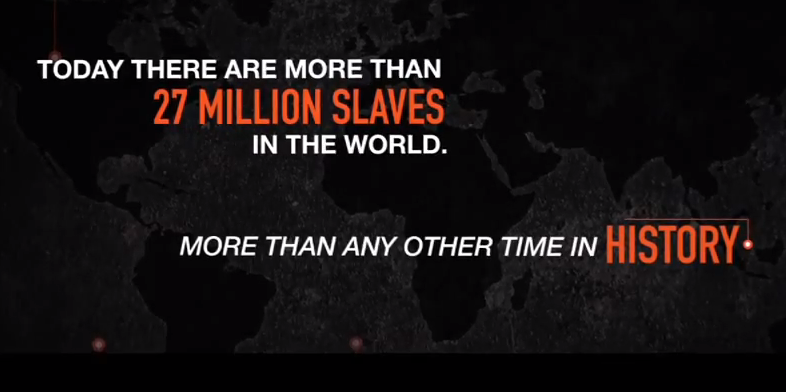 TODAY THERE ARE MORE THAN
27 MILLION SLAVES
IN THE WORLD.
MORE THAN ANY OTHER TIME IN HISTORY